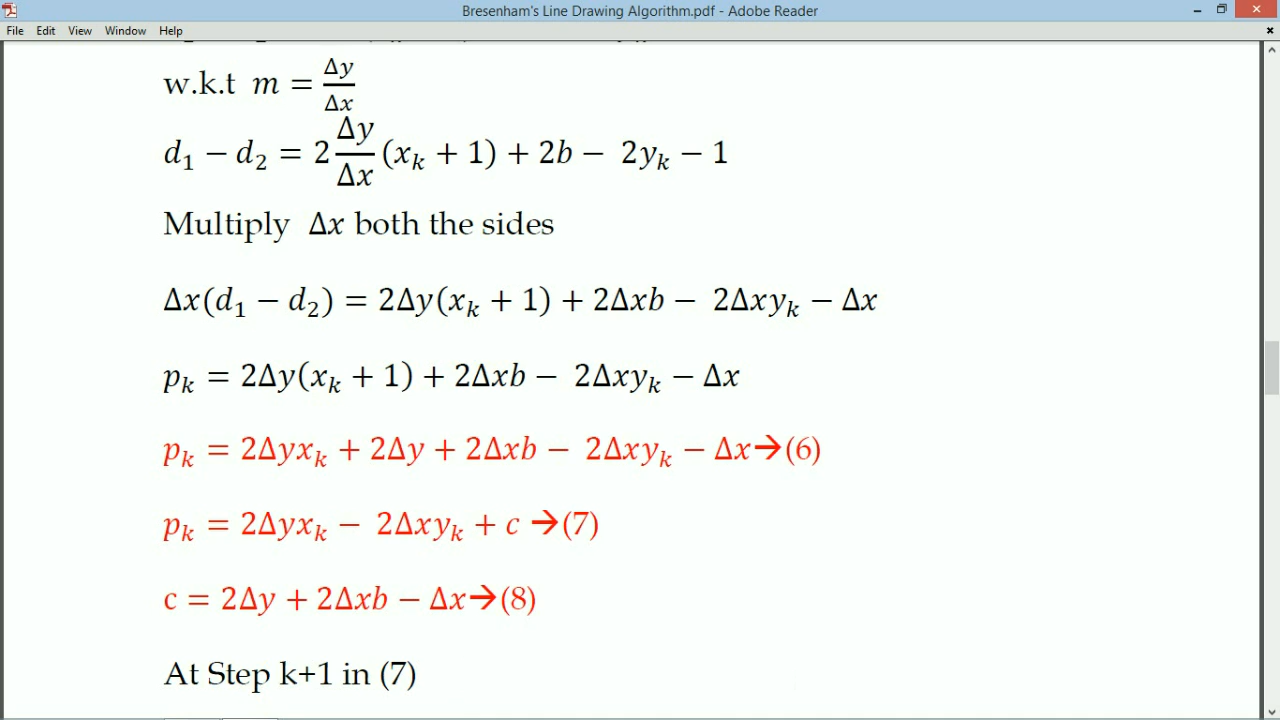 Bresenham's Line Drawing Algorithm.pdf - Adobe Reader
File Edit View Window Help
w.k.t m = Δy/Δx
d₁ − d₂ = 2 Δy/Δx (xₖ + 1) + 2b − 2yₖ − 1
Multiply Δx both the sides
Δx(d₁ − d₂) = 2Δy(xₖ + 1) + 2Δxb − 2Δxyₖ − Δx
pₖ = 2Δy(xₖ + 1) + 2Δxb − 2Δxyₖ − Δx
pₖ = 2Δyxₖ + 2Δy + 2Δxb − 2Δxyₖ − Δx→(6)
pₖ = 2Δyxₖ − 2Δxyₖ + c →(7)
c = 2Δy + 2Δxb − Δx→(8)
At Step k+1 in (7)